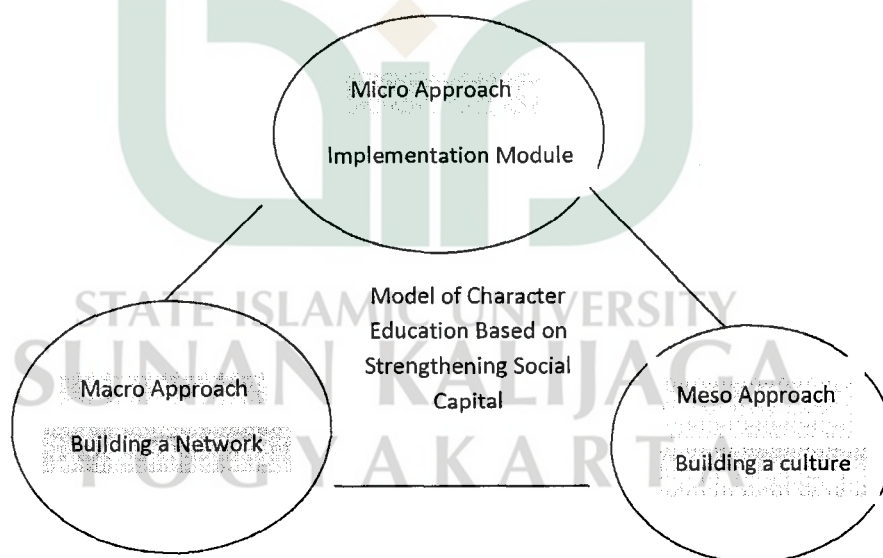 Micro Approach
Implementation Module
Model of Character
Education Based on
Strengthening Social
Capital
Macro Approach
Building a Network
Meso Approach
Building a culture
STATE ISLAMIC UNIVERSITY
SUNAN KALIJAGA
YOGYAKARTA